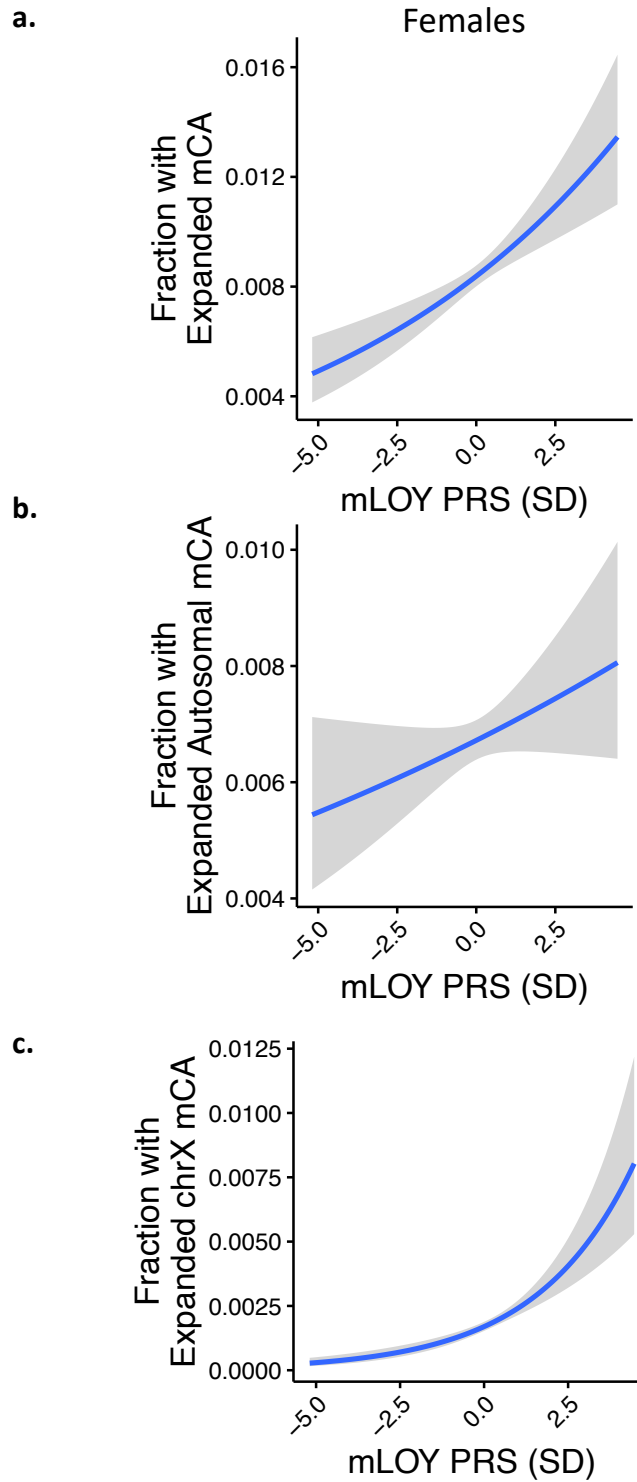 a.
Females
Fraction with
Expanded mCA
0.016
0.012
0.008
0.004
−5.0
−2.5
0.0
2.5
mLOY PRS (SD)
b.
Fraction with
Expanded Autosomal mCA
0.010
0.008
0.006
0.004
−5.0
−2.5
0.0
2.5
mLOY PRS (SD)
c.
Fraction with
Expanded chrX mCA
0.0125
0.0100
0.0075
0.0050
0.0025
0.0000
−5.0
−2.5
0.0
2.5
mLOY PRS (SD)